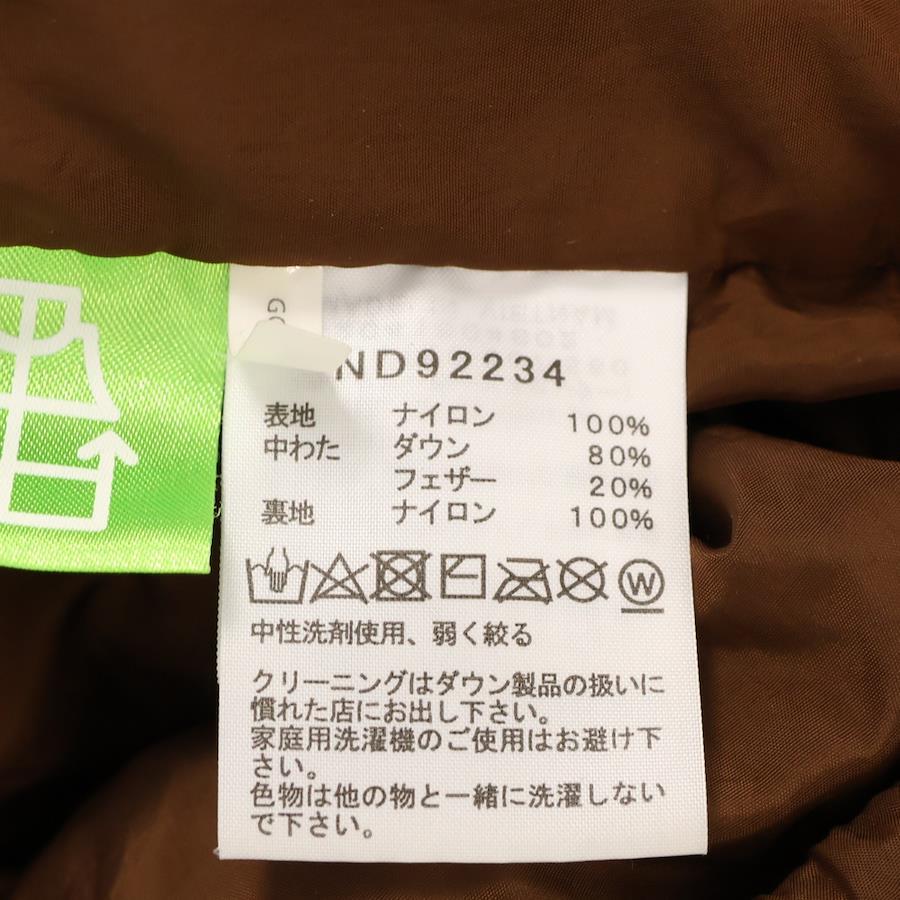 GO
ND92234
表地 ナイロン 100%
中わた ダウン 80%
フェザー 20%
裏地 ナイロン 100%
W
中性洗剤使用、弱く絞る
クリーニングはダウン製品の扱いに
慣れた店にお出し下さい。
家庭用洗濯機のご使用はお避け下
さい。
色物は他の物と一緒に洗濯しない
で下さい。